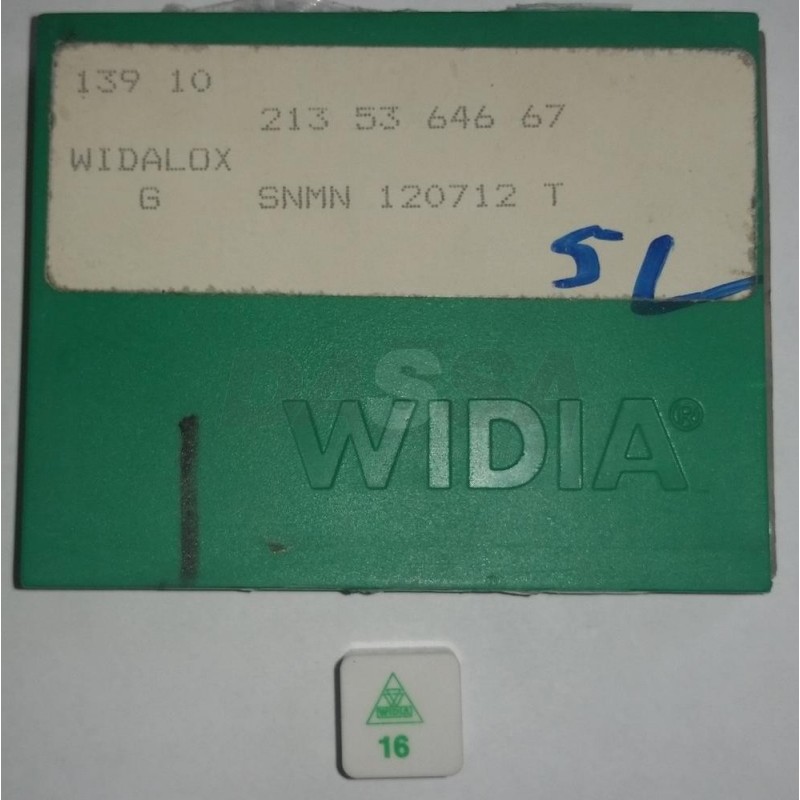 139 10
213 53 646 67
WIDALOX
G SNMN 120712 T
5L
WIDIA®
WIDIA
16